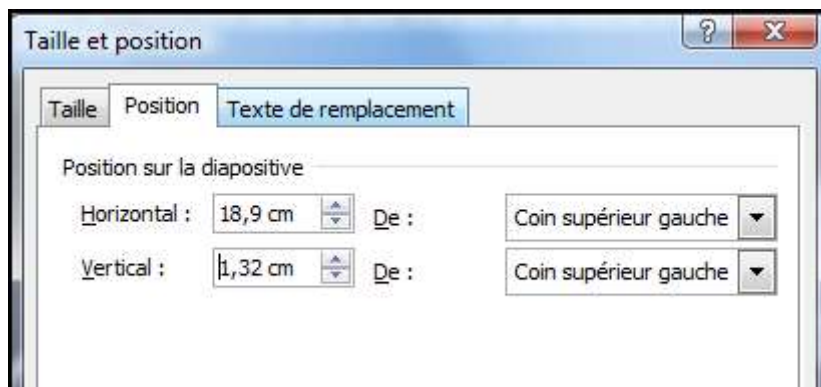 Taille et position
Taille Position Texte de remplacement
Position sur la diapositive
Horizontal : 18,9 cm De : Coin supérieur gauche
Vertical : 1,32 cm De : Coin supérieur gauche